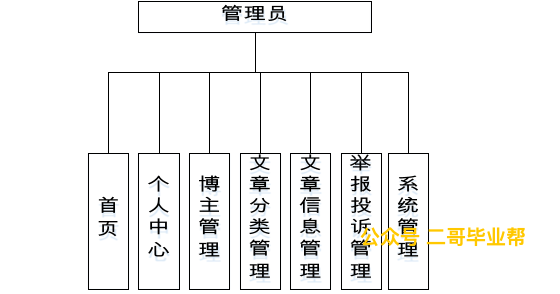 管理员
首页
个人中心
博主管理
文章分类管理
文章信息管理
举报投诉管理
系统管理
公众号 二哥毕业帮